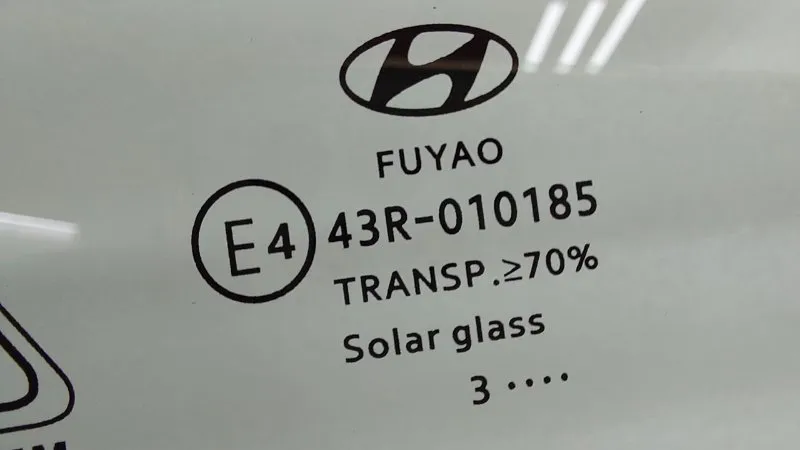 FUYAO
E4 43R-010185
TRANSP.≥70%
Solar glass
3 ••••